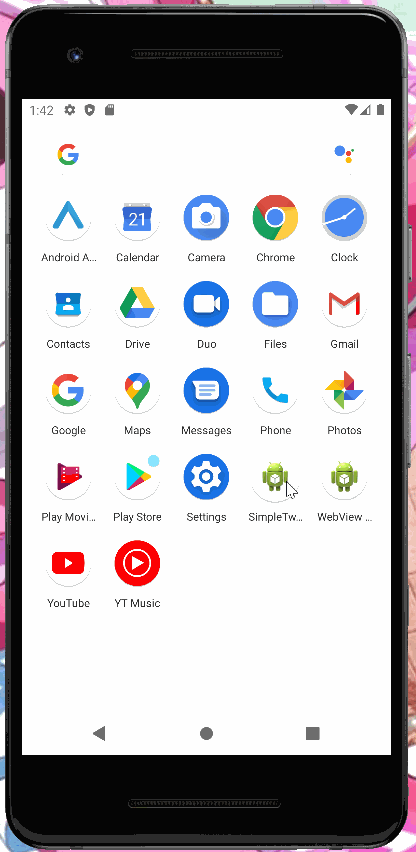 1:42
G
21
Android A... Calendar Camera Chrome Clock
Contacts Drive Duo Files Gmail
G
Google Maps Messages Phone Photos
Play Movi... Play Store Settings SimpleTw... WebView ...
YouTube YT Music